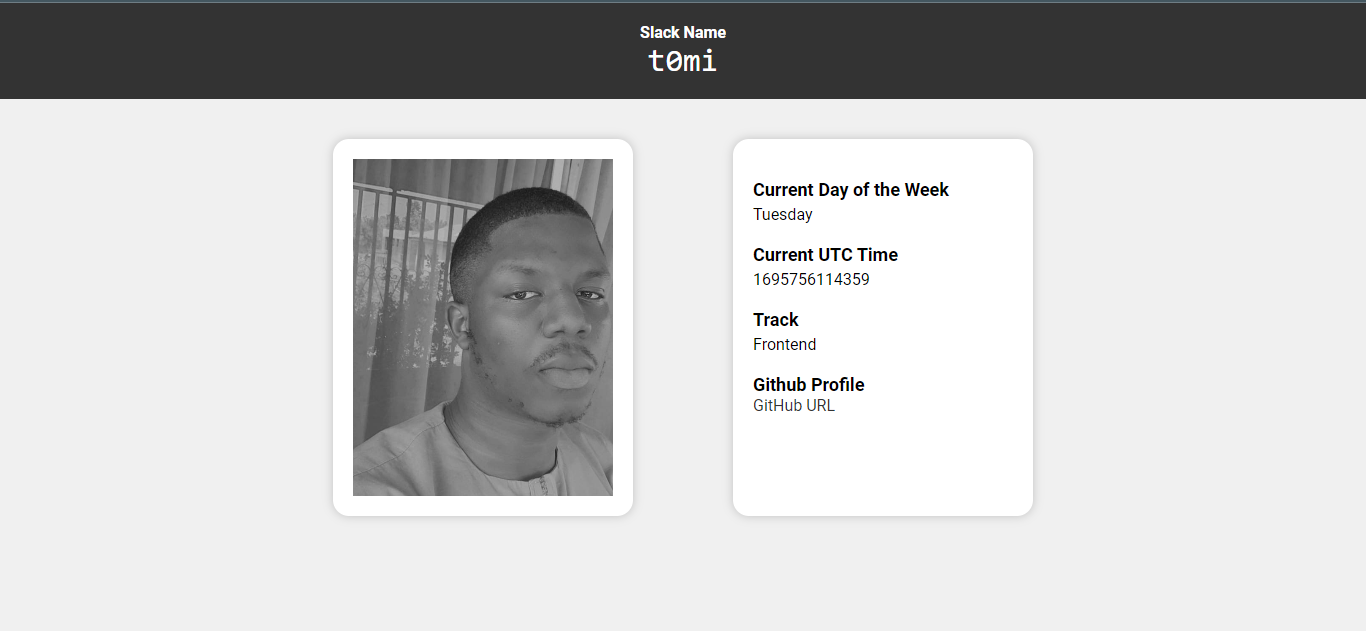 Slack Name
t0mi
Current Day of the Week
Tuesday
Current UTC Time
1695756114359
Track
Frontend
Github Profile
GitHub URL